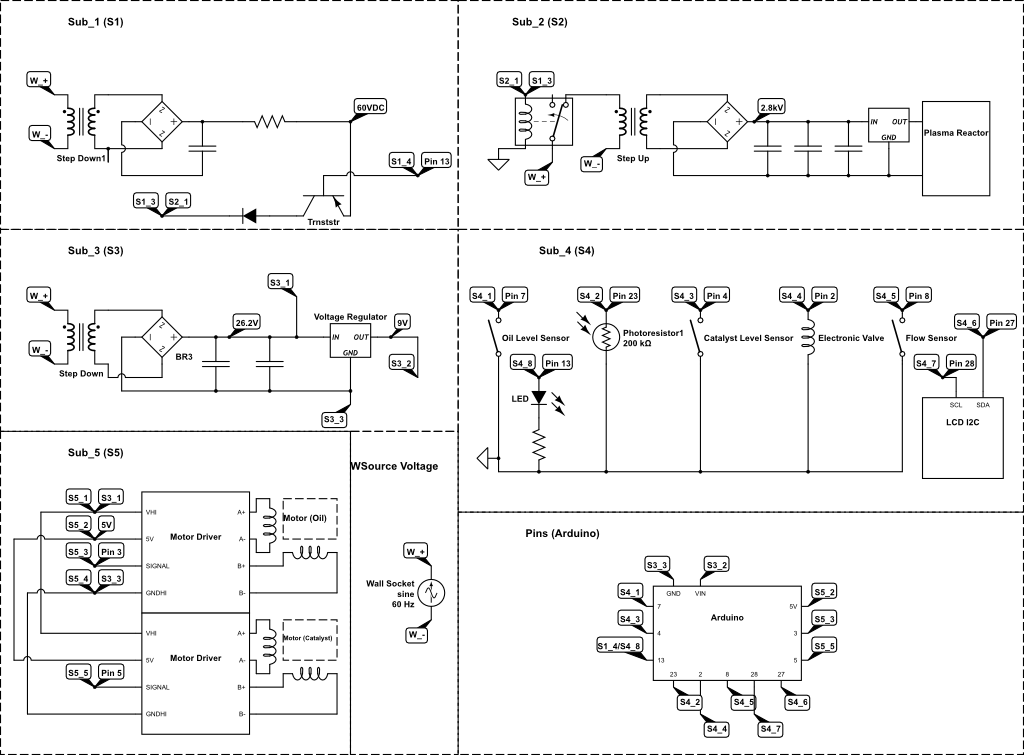 Sub_1 (S1)
W_+
W_-
Step Down1
60VDC
S1_4
Pin 13
S1_3
S2_1
Trnststr
Sub_2 (S2)
S2_1
S1_3
W_+
W_-
Step Up
2.8kV
IN
OUT
GND
Plasma Reactor
Sub_3 (S3)
W_+
W_-
Step Down
BR3
26.2V
S3_1
Voltage Regulator
IN
OUT
GND
9V
S3_2
S3_3
Sub_4 (S4)
S4_1
Pin 7
Oil Level Sensor
S4_2
Pin 23
Photoresistor1
200 kΩ
S4_8
Pin 13
LED
S4_3
Pin 4
Catalyst Level Sensor
S4_4
Pin 2
Electronic Valve
S4_5
Pin 8
Flow Sensor
S4_6
Pin 27
S4_7
Pin 28
SCL
SDA
LCD I2C
Sub_5 (S5)
S5_1
S3_1
S5_2
5V
S5_3
Pin 3
S5_4
S3_3
VHI
5V
SIGNAL
GNDHI
Motor Driver
A+
A-
B+
B-
Motor (Oil)
S5_5
Pin 5
VHI
5V
SIGNAL
GNDHI
Motor Driver
A+
A-
B+
B-
Motor (Catalyst)
WSource Voltage
W_+
Wall Socket
sine
60 Hz
W_-
Pins (Arduino)
S3_3
S3_2
GND
VIN
Arduino
S4_1
7
S4_3
4
S1_4/S4_8
13
5V
S5_2
3
S5_3
5
S5_5
23
2
8
28
27
S4_2
S4_5
S4_6
S4_4
S4_7